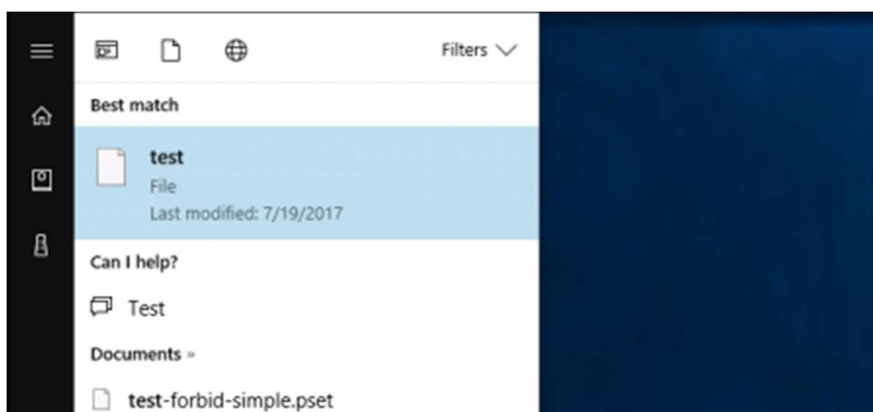 Filters
Best match
test
File
Last modified: 7/19/2017
Can I help?
Test
Documents »
test-forbid-simple.pset